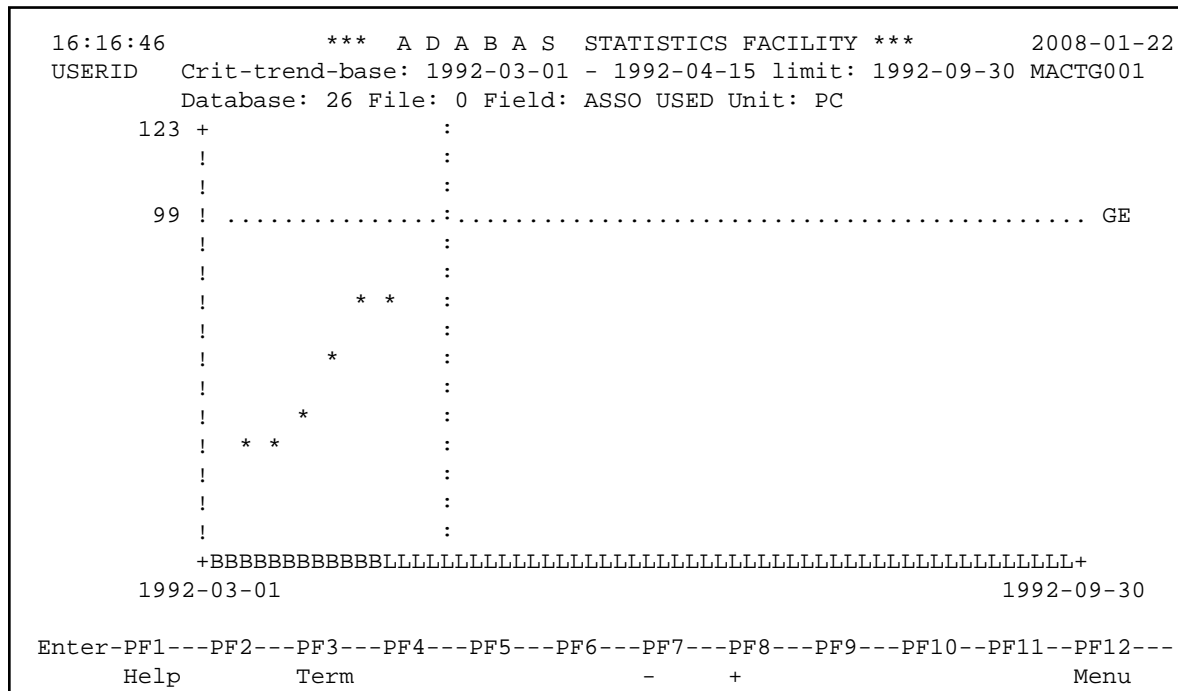 16:16:46 *** A D A B A S STATISTICS FACILITY *** 2008-01-22
USERID Crit-trend-base: 1992-03-01 - 1992-04-15 limit: 1992-09-30 MACTG001
Database: 26 File: 0 Field: ASSO USED Unit: PC
123 + :
! :
! :
99 ! ...............:............................................ GE
! :
! :
! * * :
! :
! * :
! :
! * :
! * * :
! :
! :
! :
+BBBBBBBBBBBBLLLLLLLLLLLLLLLLLLLLLLLLLLLLLLLLLLLLLLLLLLLLLLLL+
1992-03-01 1992-09-30
Enter-PF1---PF2---PF3---PF4---PF5---PF6---PF7---PF8---PF9---PF10--PF11--PF12---
Help Term - + Menu